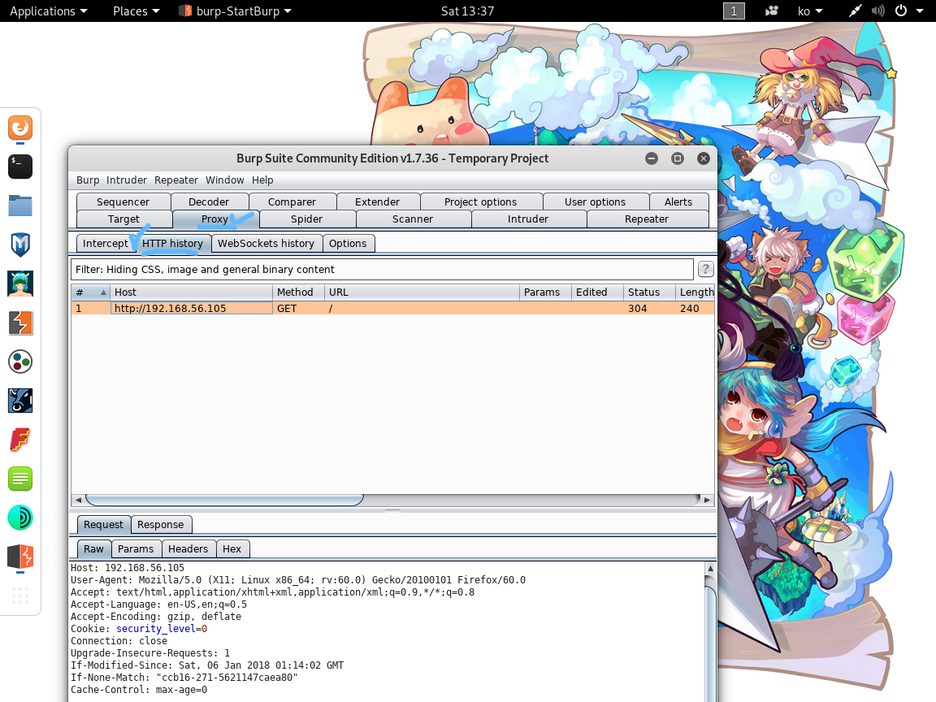 Applications Places burp-StartBurp Sat 13:37 1 ko
Burp Suite Community Edition v1.7.36 - Temporary Project
Burp Intruder Repeater Window Help
Sequencer Decoder Comparer Extender Project options User options Alerts
Target Proxy Spider Scanner Intruder Repeater
Intercept HTTP history WebSockets history Options
Filter: Hiding CSS, image and general binary content ?
# Host Method URL Params Edited Status Length
1 http://192.168.56.105 GET / 304 240
Request Response
Raw Params Headers Hex
Host: 192.168.56.105
User-Agent: Mozilla/5.0 (X11; Linux x86_64; rv:60.0) Gecko/20100101 Firefox/60.0
Accept: text/html,application/xhtml+xml,application/xml;q=0.9,*/*;q=0.8
Accept-Language: en-US,en;q=0.5
Accept-Encoding: gzip, deflate
Cookie: security_level=0
Connection: close
Upgrade-Insecure-Requests: 1
If-Modified-Since: Sat, 06 Jan 2018 01:14:02 GMT
If-None-Match: "ccb16-271-5621147caea80"
Cache-Control: max-age=0